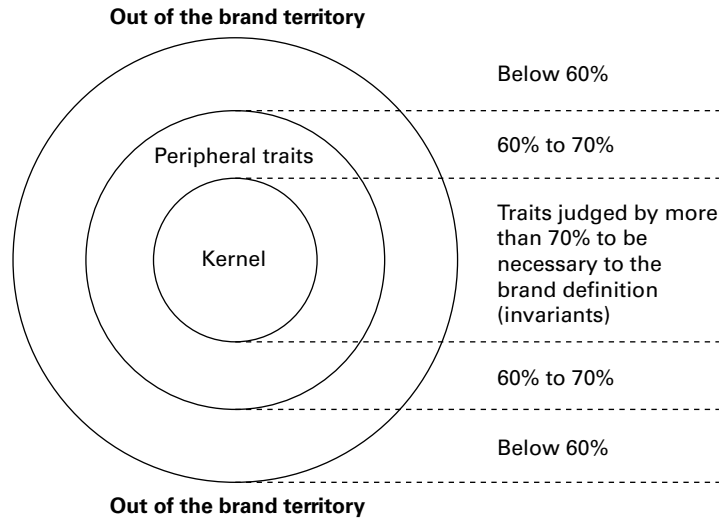 Out of the brand territory
Below 60%
60% to 70%
Peripheral traits
Traits judged by more
than 70% to be
necessary to the
brand definition
(invariants)
Kernel
60% to 70%
Below 60%
Out of the brand territory